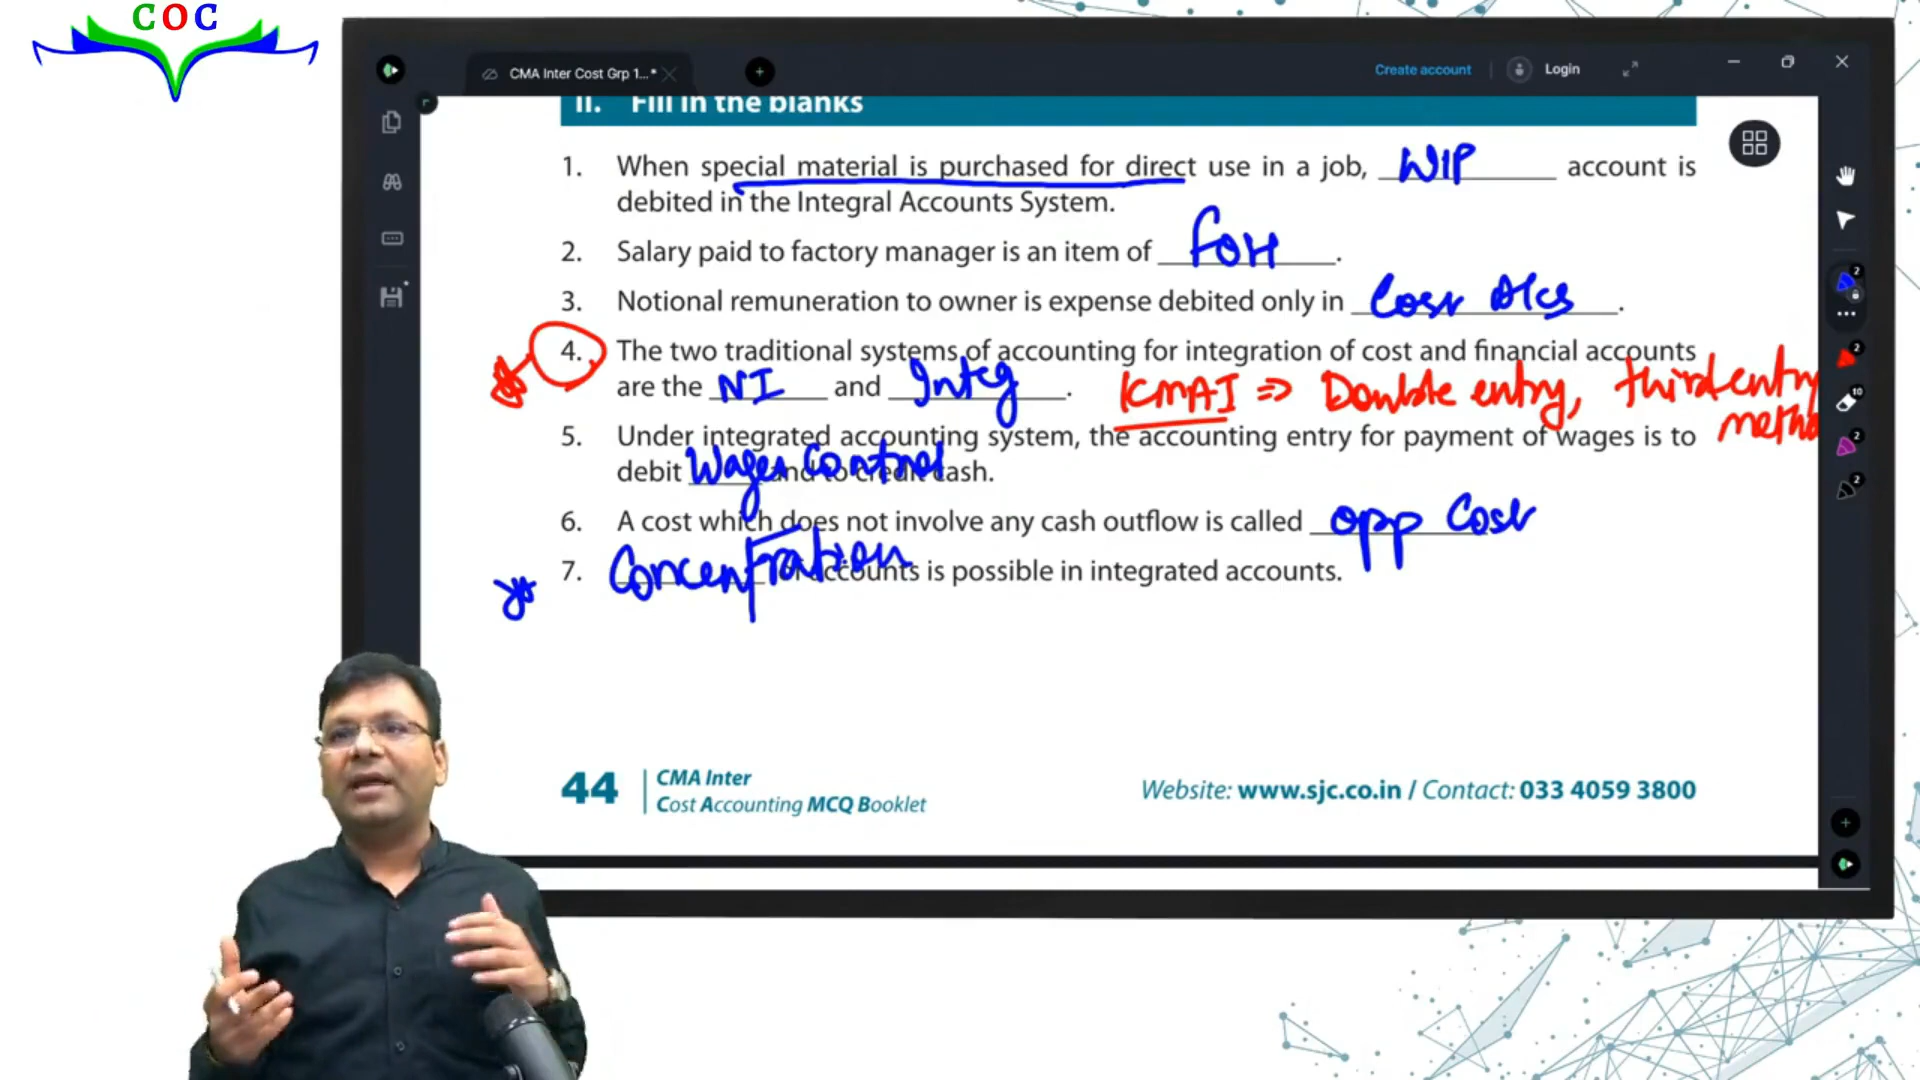 COC
CMA Inter Cost Grp 1...*
Create account
Login
II. Fill in the blanks
1. When special material is purchased for direct use in a job, WIP account is
debited in the Integral Accounts System.
2. Salary paid to factory manager is an item of FOH.
3. Notional remuneration to owner is expense debited only in Cost A/cs.
4. The two traditional systems of accounting for integration of cost and financial accounts
are the NI and Integ. ICMAI => Double entry, third entry
5. Under integrated accounting system, the accounting entry for payment of wages is to
debit Wages Control and to credit cash.
6. A cost which does not involve any cash outflow is called opp Cost
7. Concentration of accounts is possible in integrated accounts.
44
CMA Inter
Cost Accounting MCQ Booklet
Website: www.sjc.co.in / Contact: 033 4059 3800
2
2
10
2
2